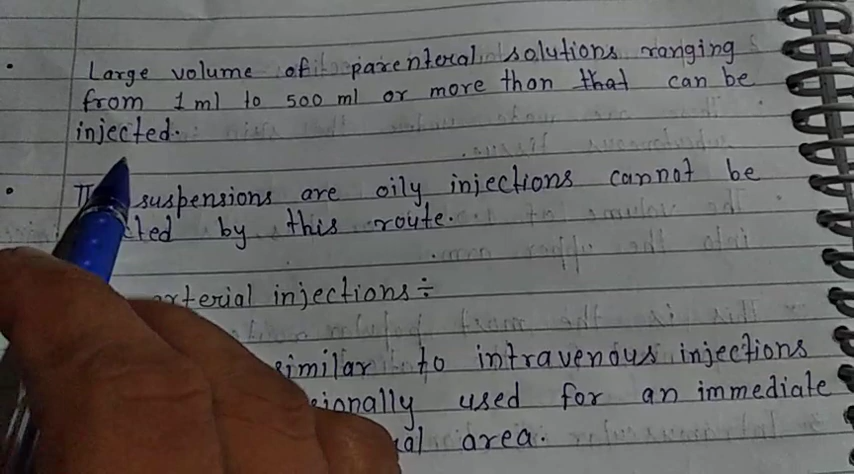 Large volume of parenteral solutions ranging
from 1 ml to 500 ml or more than that can be
injected.
suspensions are oily injections cannot be
by this route.
injections ÷
similar to intravenous injections
used for an immediate
area.